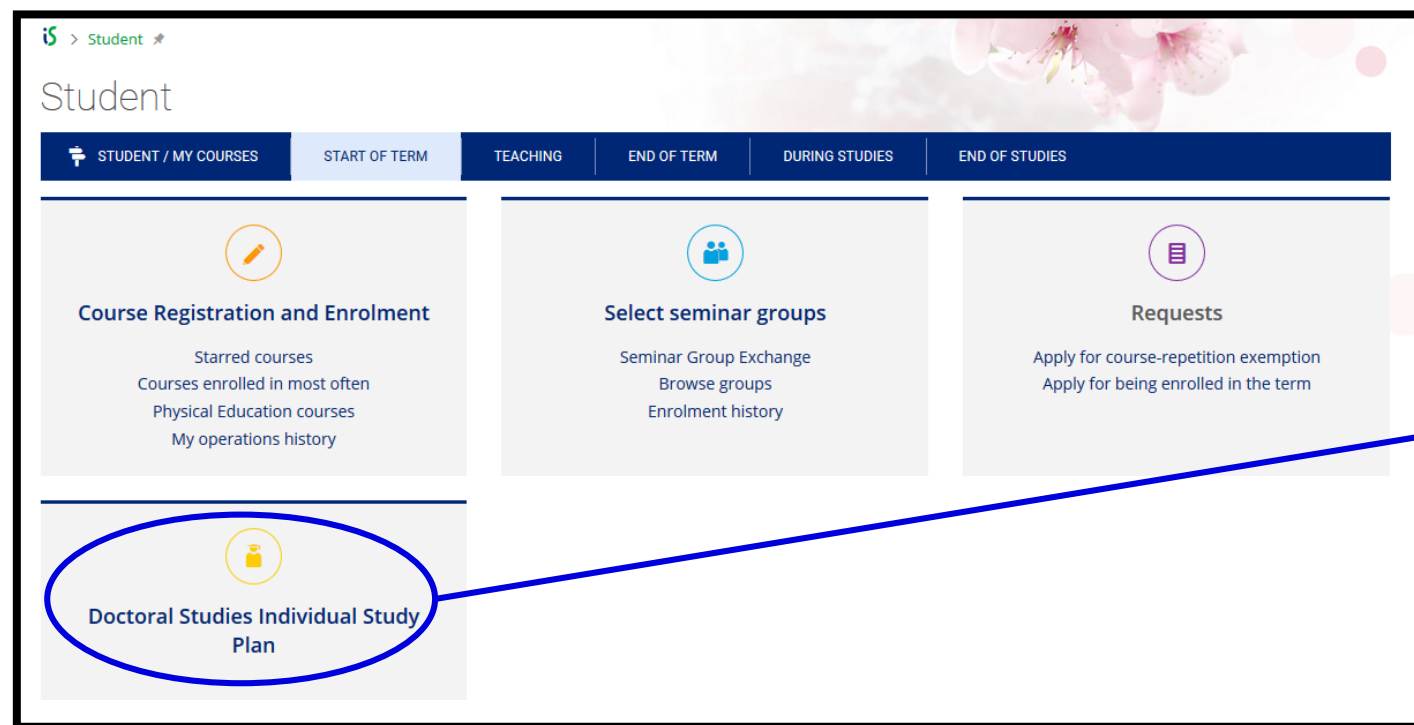 iS > Student
Student
STUDENT / MY COURSES START OF TERM TEACHING END OF TERM DURING STUDIES END OF STUDIES
Course Registration and Enrolment
Starred courses
Courses enrolled in most often
Physical Education courses
My operations history
Select seminar groups
Seminar Group Exchange
Browse groups
Enrolment history
Requests
Apply for course-repetition exemption
Apply for being enrolled in the term
Doctoral Studies Individual Study
Plan